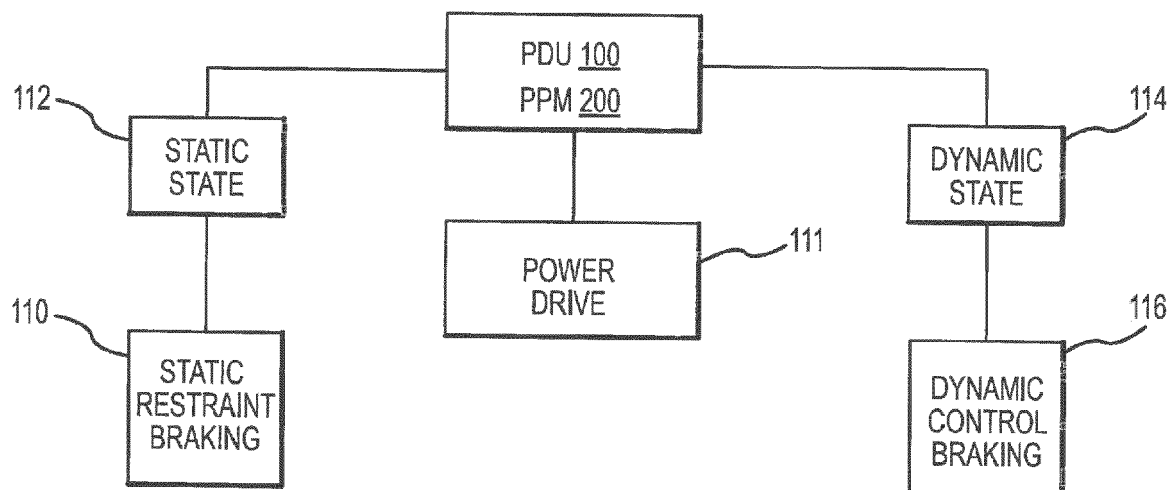 PDU 100
PPM 200
112
STATIC
STATE
114
DYNAMIC
STATE
111
POWER
DRIVE
110
STATIC
RESTRAINT
BRAKING
116
DYNAMIC
CONTROL
BRAKING